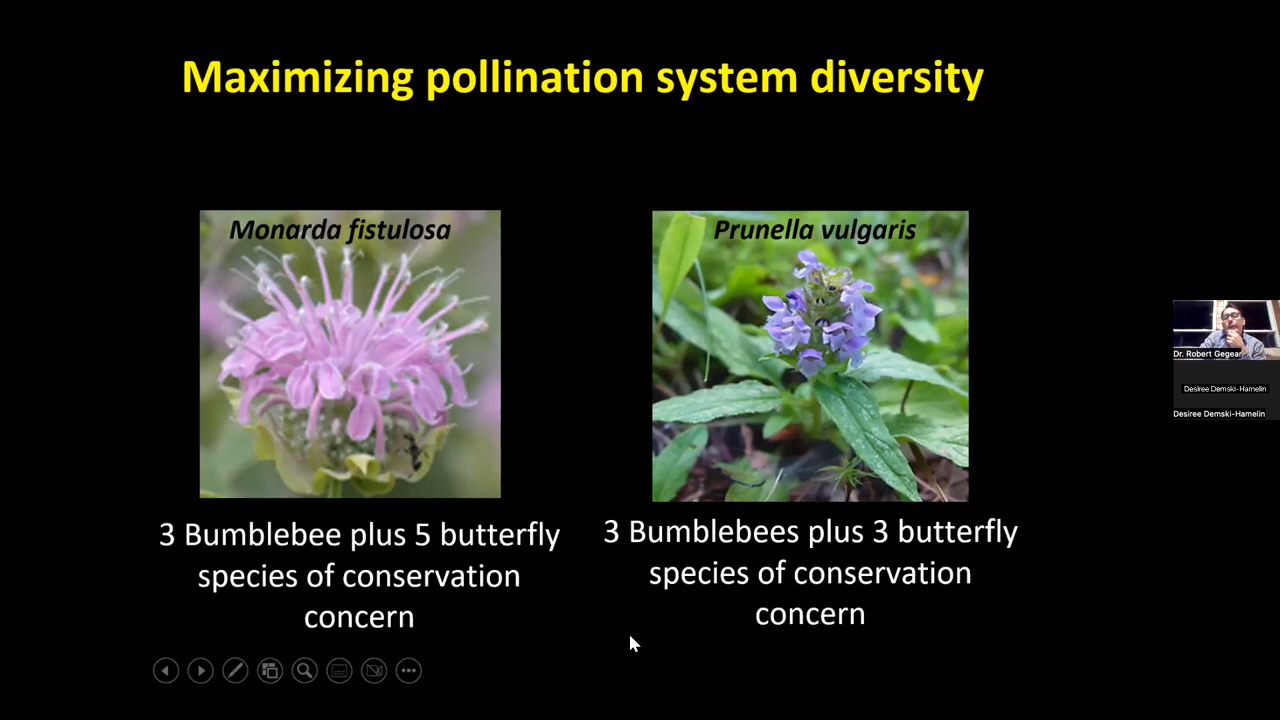 Maximizing pollination system diversity
Monarda fistulosa
Prunella vulgaris
3 Bumblebee plus 5 butterfly
species of conservation
concern
3 Bumblebees plus 3 butterfly
species of conservation
concern
Dr. Robert Gegear
Desiree Demski-Hamelin
Desiree Demski-Hamelin